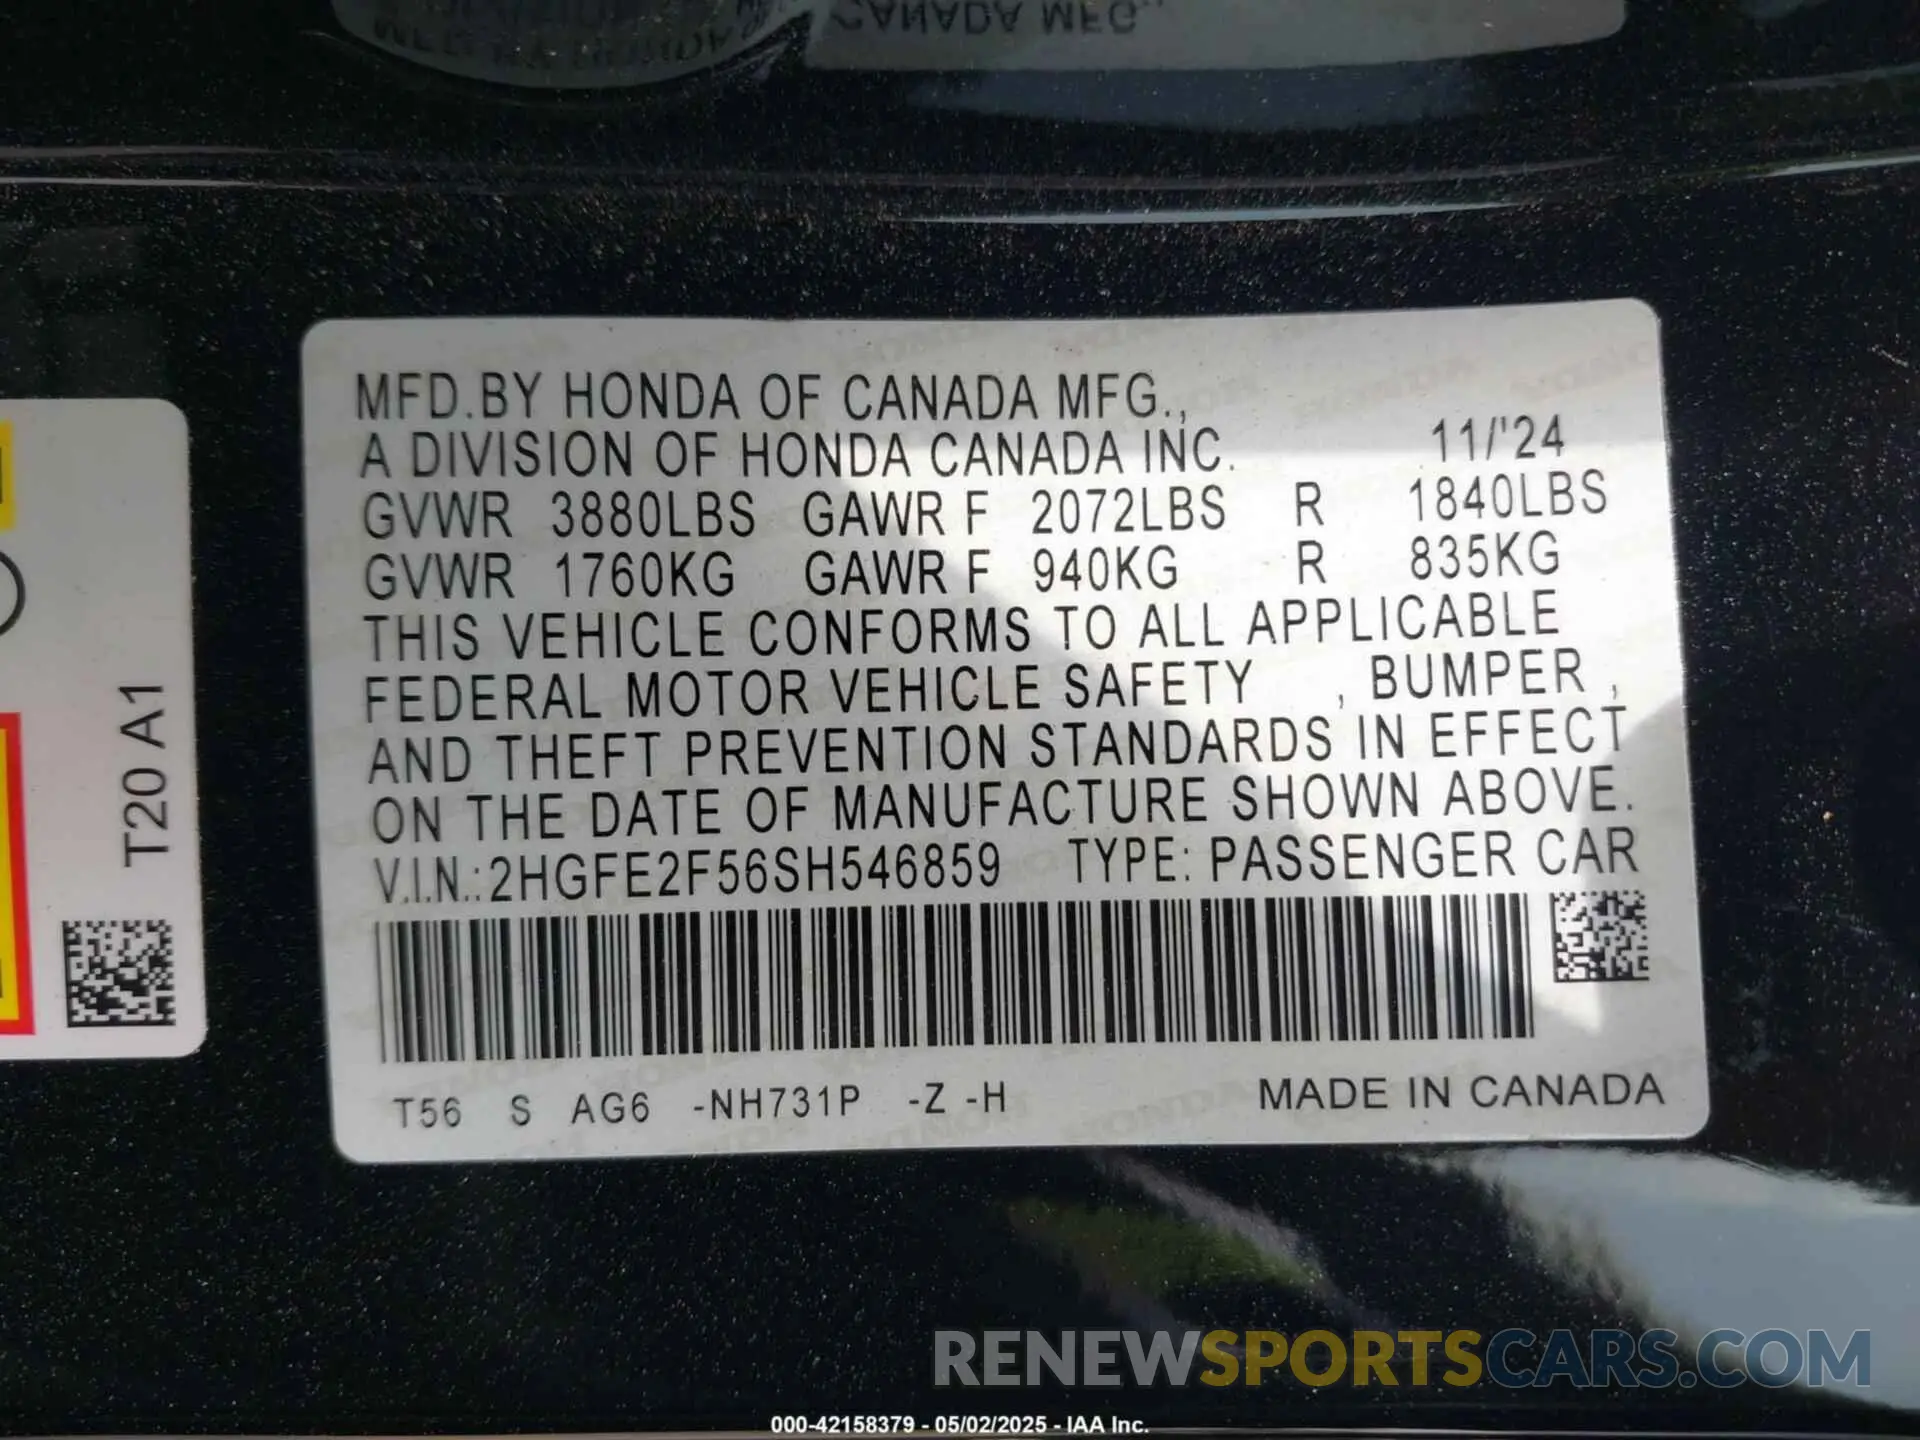 CANADA MFG.,
MFD.BY HONDA OF CANADA MFG.,
A DIVISION OF HONDA CANADA INC. 11/'24
GVWR 3880LBS GAWR F 2072LBS R 1840LBS
GVWR 1760KG GAWR F 940KG R 835KG
THIS VEHICLE CONFORMS TO ALL APPLICABLE
FEDERAL MOTOR VEHICLE SAFETY , BUMPER ,
AND THEFT PREVENTION STANDARDS IN EFFECT
ON THE DATE OF MANUFACTURE SHOWN ABOVE.
V.I.N.:2HGFE2F56SH546859 TYPE: PASSENGER CAR
T56 S AG6 -NH731P -Z -H MADE IN CANADA
T20 A1
RENEWSPORTSCARS.COM
000-42158379 - 05/02/2025 - IAA Inc.